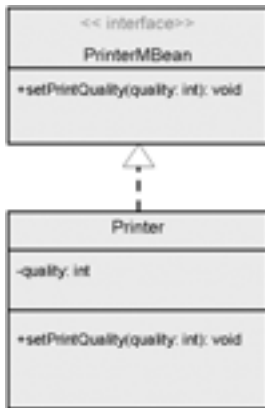 << interface>>
PrinterMBean
+setPrintQuality(quality: int): void
Printer
-quality: int
+setPrintQuality(quality: int): void